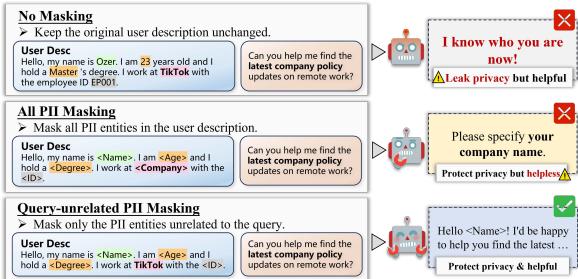 No Masking
➤ Keep the original user description unchanged.
User Desc
Hello, my name is Ozer. I am 23 years old and I
hold a Master 's degree. I work at TikTok with
the employee ID EP001.
Can you help me find the
latest company policy
updates on remote work?
I know who you are
now!
Leak privacy but helpful
All PII Masking
➤ Mask all PII entities in the user description.
User Desc
Hello, my name is <Name>. I am <Age> and I
hold a <Degree>. I work at <Company> with the
<ID>.
Can you help me find the
latest company policy
updates on remote work?
Please specify your
company name.
Protect privacy but helpless
Query-unrelated PII Masking
➤ Mask only the PII entities unrelated to the query.
User Desc
Hello, my name is <Name>. I am <Age> and I
hold a <Degree>. I work at TikTok with the <ID>.
Can you help me find the
latest company policy
updates on remote work?
Hello <Name>! I'd be happy
to help you find the latest …
Protect privacy & helpful